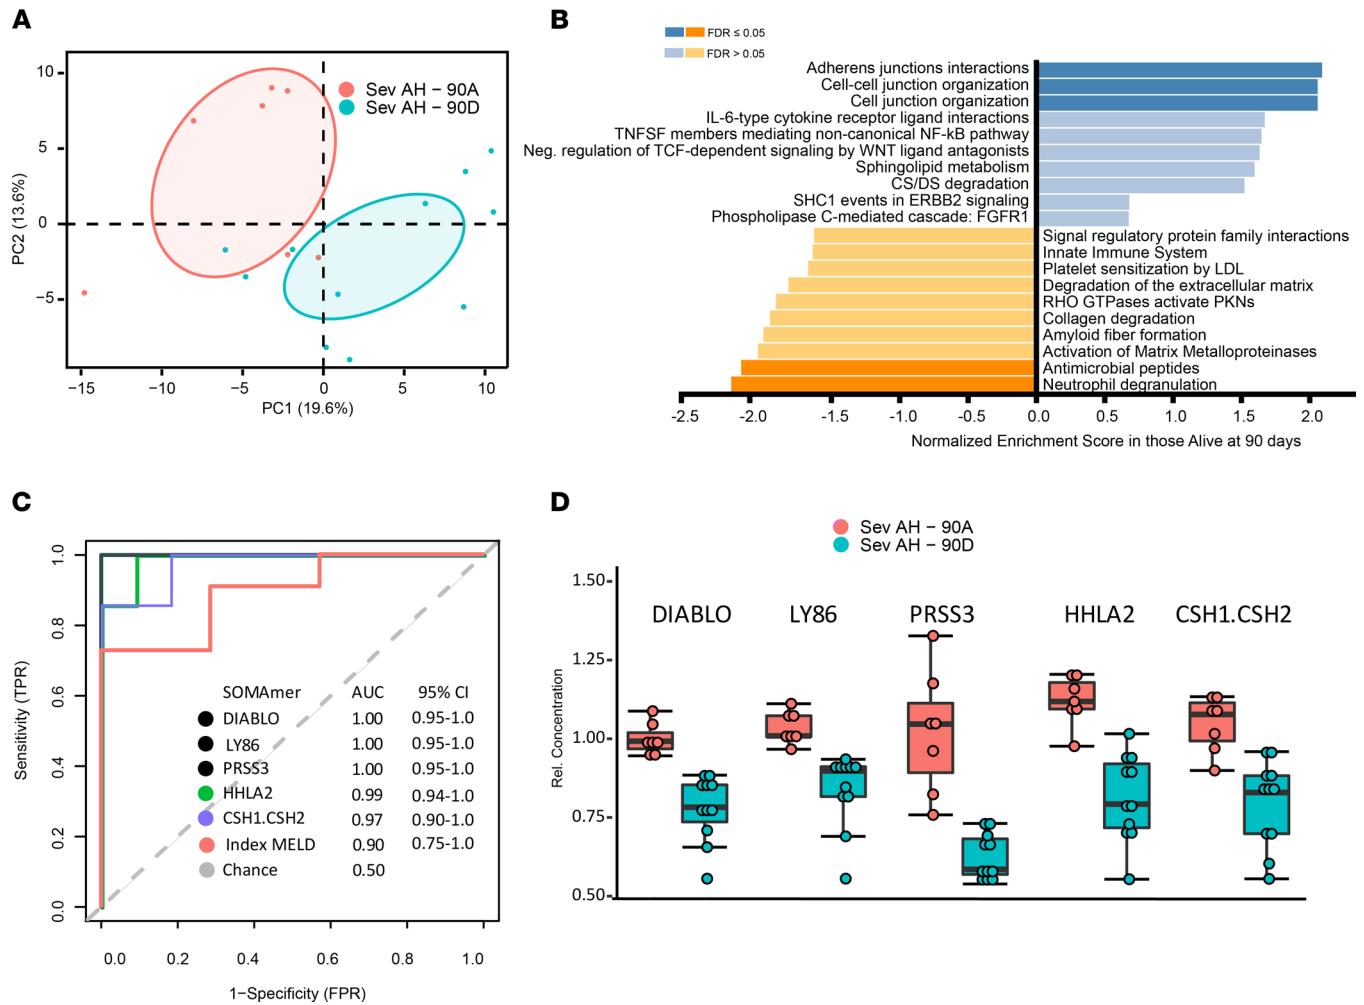 A
Sev AH – 90A
Sev AH – 90D
10
5
0
−5
PC2 (13.6%)
−15
−10
−5
0
5
10
PC1 (19.6%)
B
FDR ≤ 0.05
FDR > 0.05
Adherens junctions interactions
Cell-cell junction organization
Cell junction organization
IL-6-type cytokine receptor ligand interactions
TNFSF members mediating non-canonical NF-kB pathway
Neg. regulation of TCF-dependent signaling by WNT ligand antagonists
Sphingolipid metabolism
CS/DS degradation
SHC1 events in ERBB2 signaling
Phospholipase C-mediated cascade: FGFR1
Signal regulatory protein family interactions
Innate Immune System
Platelet sensitization by LDL
Degradation of the extracellular matrix
RHO GTPases activate PKNs
Collagen degradation
Amyloid fiber formation
Activation of Matrix Metalloproteinases
Antimicrobial peptides
Neutrophil degranulation
-2.5 -2.0 -1.5 -1.0 -0.5 0.0 0.5 1.0 1.5 2.0
Normalized Enrichment Score in those Alive at 90 days
C
1.0
0.8
0.6
0.4
0.2
0.0
Sensitivity (TPR)
SOMAmer AUC 95% CI
DIABLO 1.00 0.95-1.0
LY86 1.00 0.95-1.0
PRSS3 1.00 0.95-1.0
HHLA2 0.99 0.94-1.0
CSH1.CSH2 0.97 0.90-1.0
Index MELD 0.90 0.75-1.0
Chance 0.50
0.0 0.2 0.4 0.6 0.8 1.0
1−Specificity (FPR)
D
Sev AH – 90A
Sev AH – 90D
1.50
1.25
1.00
0.75
0.50
Rel. Concentration
DIABLO LY86 PRSS3 HHLA2 CSH1.CSH2